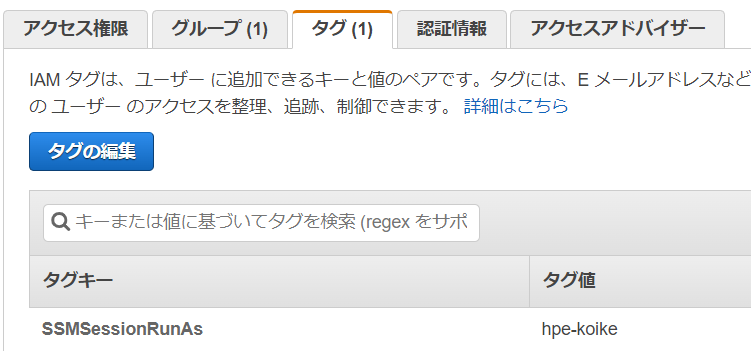 アクセス権限 グループ (1) タグ (1) 認証情報 アクセスアドバイザー
IAM タグは、ユーザー に追加できるキーと値のペアです。タグには、E メールアドレスなど
の ユーザー のアクセスを整理、追跡、制御できます。 詳細はこちら
タグの編集
キーまたは値に基づいてタグを検索 (regex をサポ
タグキー タグ値
SSMSessionRunAs hpe-koike